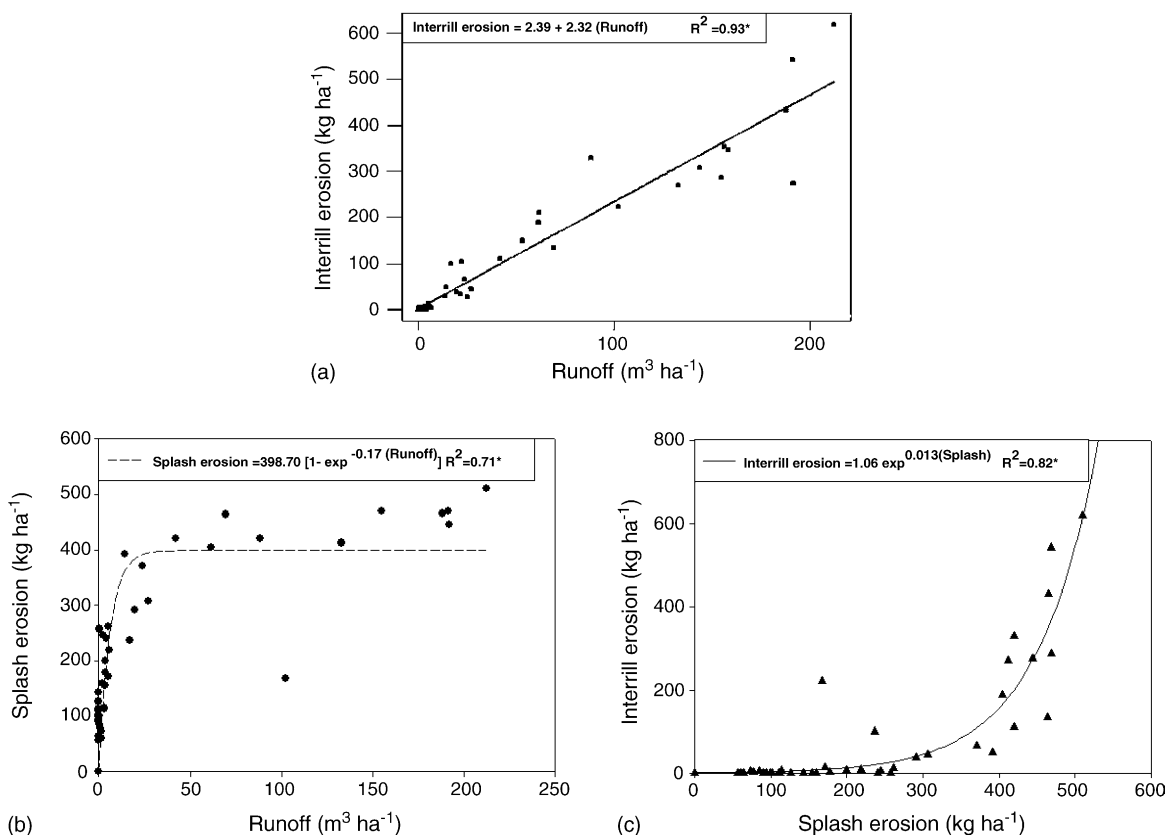 Interrill erosion = 2.39 + 2.32 (Runoff) R2 =0.93*
600
500
400
300
200
100
0
Interrill erosion (kg ha-1)
0 100 200
(a) Runoff (m3 ha-1)
Splash erosion =398.70 [1- exp -0.17 (Runoff)] R2=0.71*
600
500
400
300
200
100
0
Splash erosion (kg ha-1)
0 50 100 150 200 250
(b) Runoff (m3 ha-1)
Interrill erosion =1.06 exp0.013(Splash) R2=0.82*
800
600
400
200
0
Interrill erosion (kg ha-1)
0 100 200 300 400 500 600
(c) Splash erosion (kg ha-1)